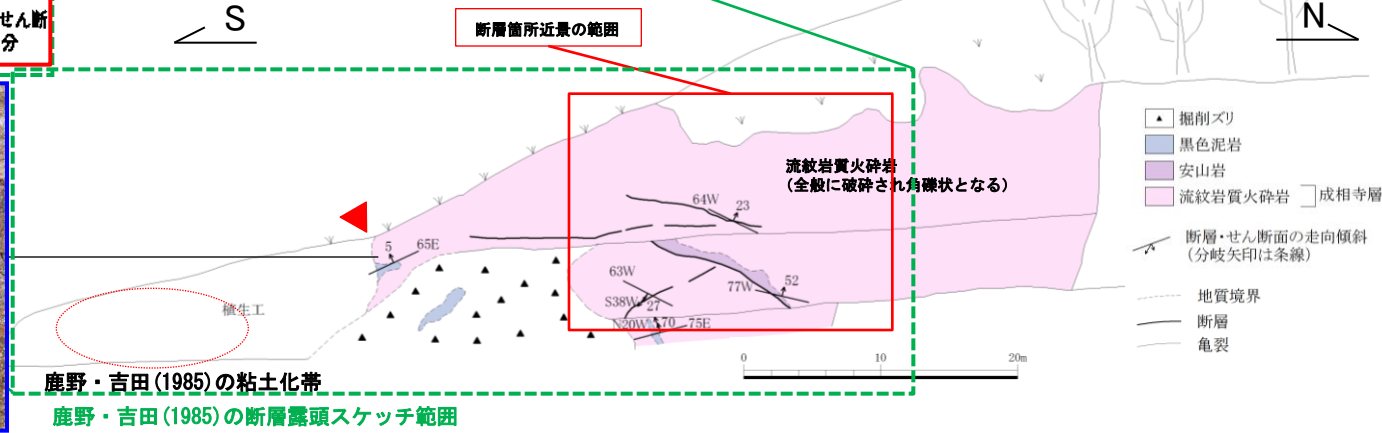 せん断
分
S
断層箇所近景の範囲
N
掘削ズリ
黒色泥岩
安山岩
流紋岩質火砕岩
成相寺層
断層・せん断面の走向傾斜
(分岐矢印は条線)
地質境界
断層
亀裂
流紋岩質火砕岩
(全般に破砕され角礫状となる)
64W
23
5
65E
63W
S38W
27
77W
52
N20W
70
75E
植生工
0
10
20m
鹿野・吉田(1985)の粘土化帯
鹿野・吉田(1985)の断層露頭スケッチ範囲